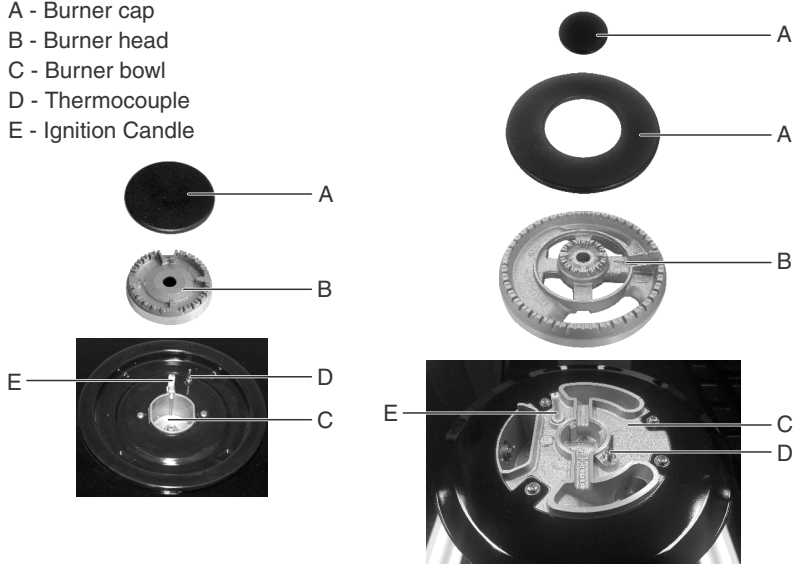 A - Burner cap
B - Burner head
C - Burner bowl
D - Thermocouple
E - Ignition Candle
A
B
E
D
C
A
A
B
E
C
D